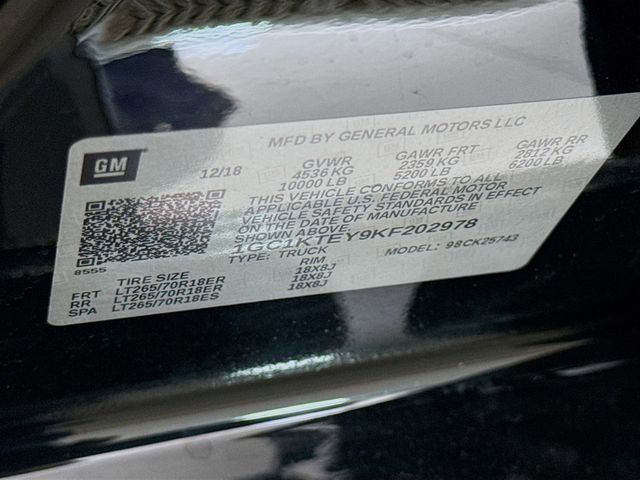 MFD BY GENERAL MOTORS LLC
GM
12/18
GVWR GAWR FRT GAWR RR
4536 KG 2359 KG 2812 KG
10000 LB 5200 LB 6200 LB
THIS VEHICLE CONFORMS TO ALL
APPLICABLE U.S. FEDERAL MOTOR
VEHICLE SAFETY STANDARDS IN EFFECT
ON THE DATE OF MANUFACTURE
SHOWN ABOVE.
1GC1KTEY9KF202978
TYPE: TRUCK MODEL: 98CK25743
8555
TIRE SIZE RIM
FRT LT265/70R18ER 18X8J
RR LT265/70R18ER 18X8J
SPA LT265/70R18ES 18X8J